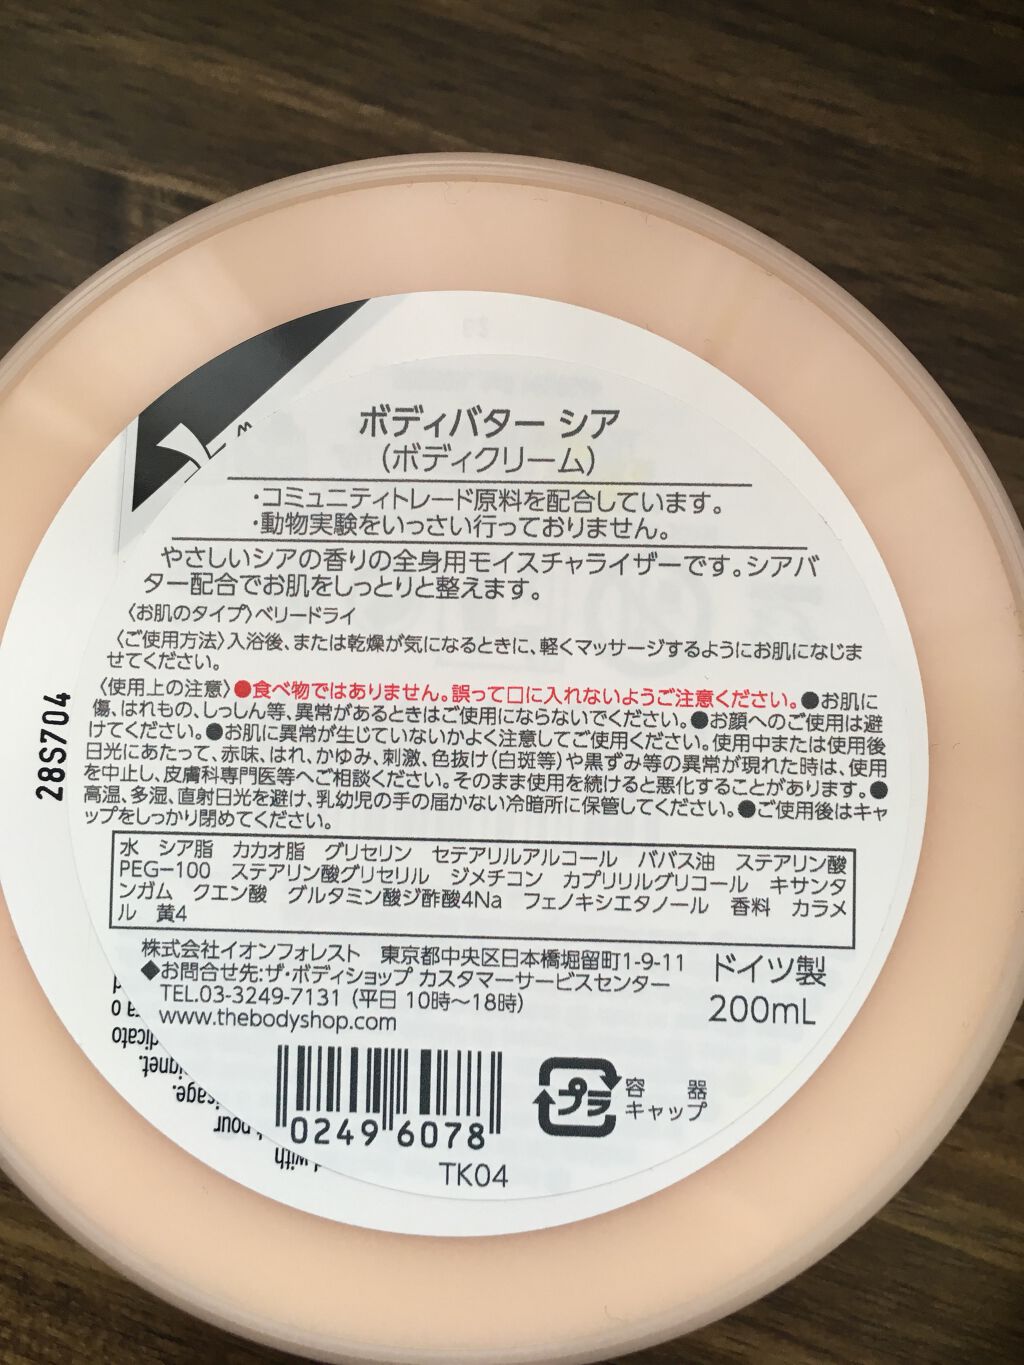 ボディバター シア
(ボディクリーム)
・コミュニティトレード原料を配合しています。
・動物実験をいっさい行っておりません。
やさしいシアの香りの全身用モイスチャライザーです。シアバ
ター配合でお肌をしっとりと整えます。
〈お肌のタイプ〉ベリードライ
〈ご使用方法〉入浴後、または乾燥が気になるときに、軽くマッサージするようにお肌になじま
せてください。
〈使用上の注意〉●食べ物ではありません。誤って口に入れないようご注意ください。●お肌に
傷、はれもの、しっしん等、異常があるときはご使用にならないでください。●お顔へのご使用は避
けてください。●お肌に異常が生じていないかよく注意してご使用ください。使用中または使用後
日光にあたって、赤味、はれ、かゆみ、刺激、色抜け(白斑等)や黒ずみ等の異常が現れた時は、使用
を中止し、皮膚科専門医等へご相談ください。そのまま使用を続けると悪化することがあります。●
高温、多湿、直射日光を避け、乳幼児の手の届かない冷暗所に保管してください。●ご使用後はキャ
ップをしっかり閉めてください。
28S704
水 シア脂 カカオ脂 グリセリン セテアリルアルコール ババス油 ステアリン酸
PEG-100 ステアリン酸グリセリル ジメチコン カプリリルグリコール キサンタ
ンガム クエン酸 グルタミン酸ジ酢酸4Na フェノキシエタノール 香料 カラメ
ル 黄4
株式会社イオンフォレスト 東京都中央区日本橋堀留町1-9-11
◆お問合せ先:ザ・ボディショップ カスタマーサービスセンター
TEL.03-3249-7131 (平日 10時～18時)
www.thebodyshop.com
ドイツ製
200mL
0249 6078
プラ
容器
キャップ
TK04
pour
with